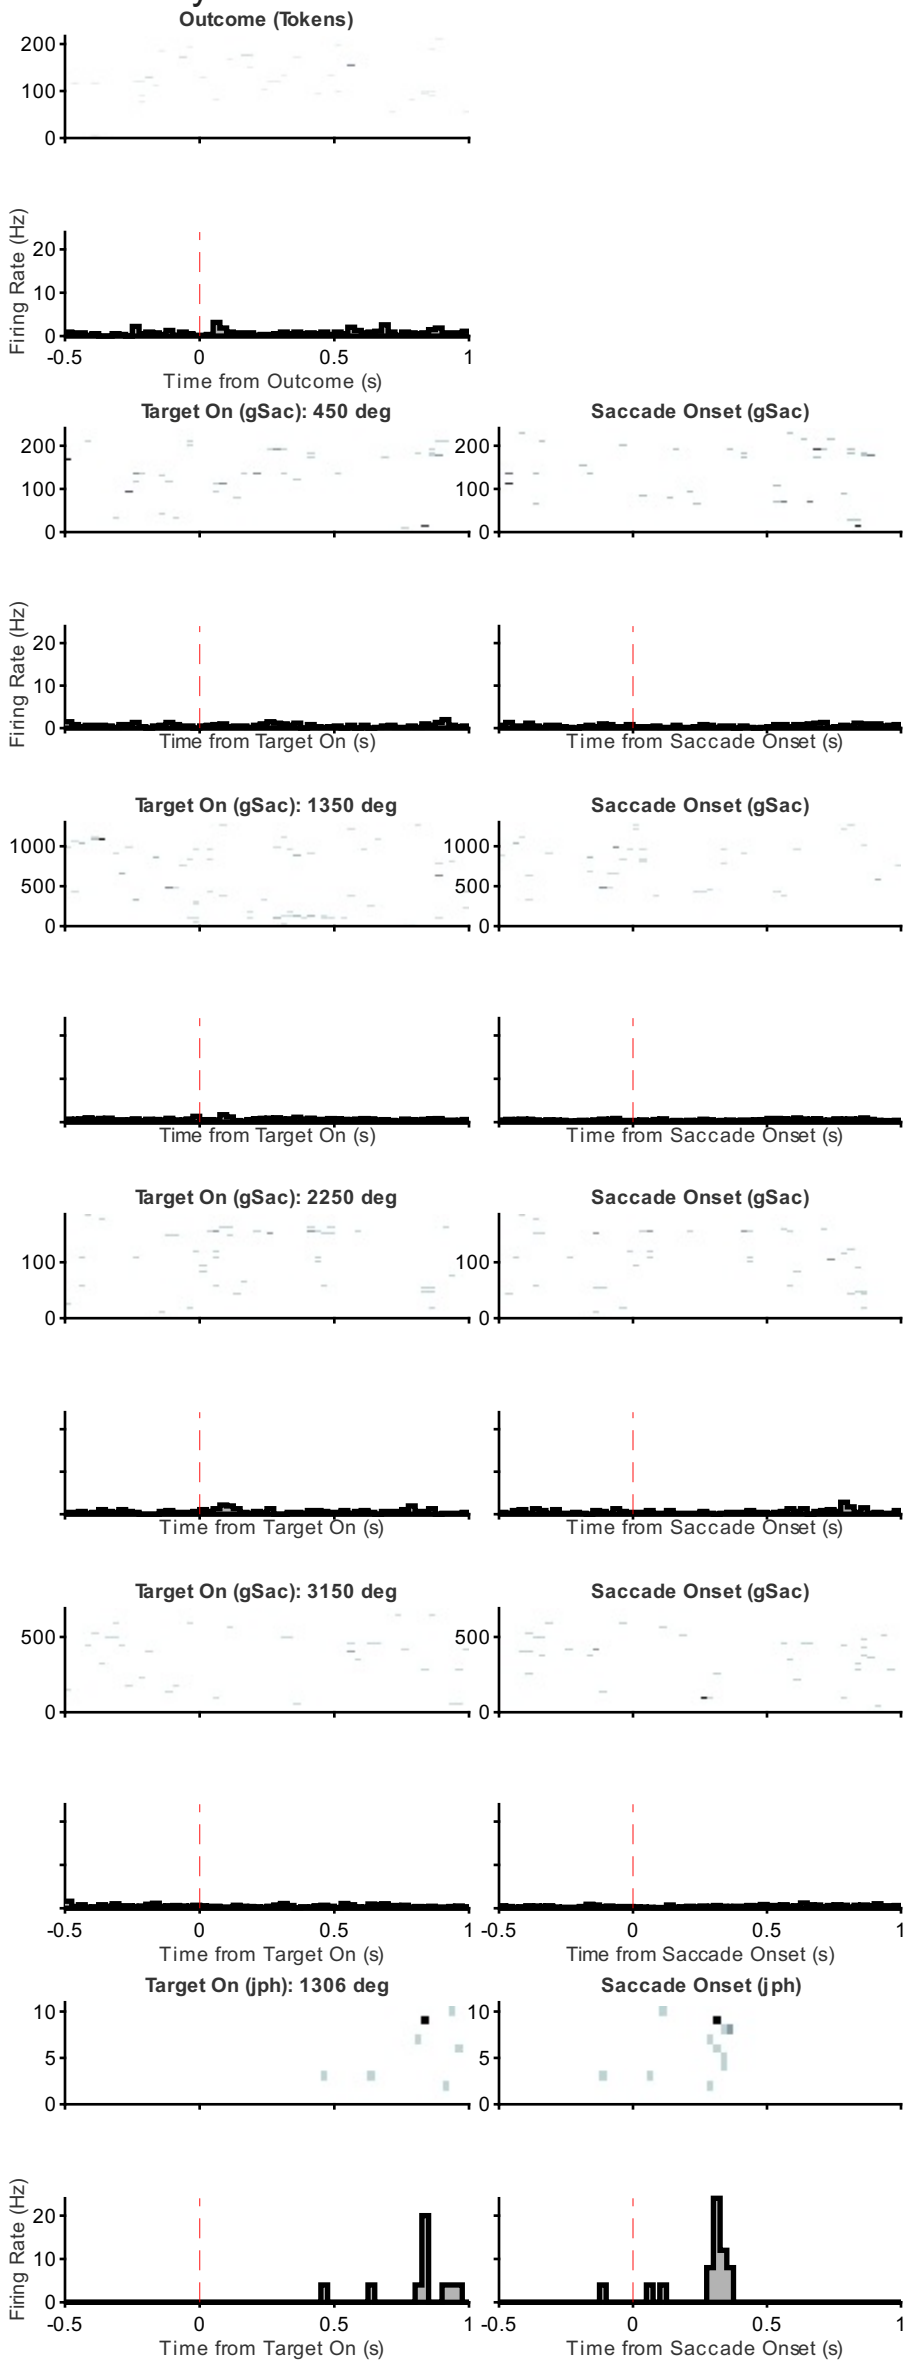 Outcome (Tokens)
200
100
0
Firing Rate (Hz)
20
10
0
-0.5 0 0.5 1
Time from Outcome (s)
Target On (gSac): 450 deg Saccade Onset (gSac)
200 200
100 100
0 0
Firing Rate (Hz)
20
10
0
Time from Target On (s) Time from Saccade Onset (s)
Target On (gSac): 1350 deg Saccade Onset (gSac)
1000 1000
500 500
0 0
Time from Target On (s) Time from Saccade Onset (s)
Target On (gSac): 2250 deg Saccade Onset (gSac)
100 100
0 0
Time from Target On (s) Time from Saccade Onset (s)
Target On (gSac): 3150 deg Saccade Onset (gSac)
500 500
0 0
-0.5 0 0.5 1 -0.5 0 0.5 1
Time from Target On (s) Time from Saccade Onset (s)
Target On (jph): 1306 deg Saccade Onset (jph)
10 10
5 5
0 0
Firing Rate (Hz)
20
10
0
-0.5 0 0.5 1 -0.5 0 0.5 1
Time from Target On (s) Time from Saccade Onset (s)